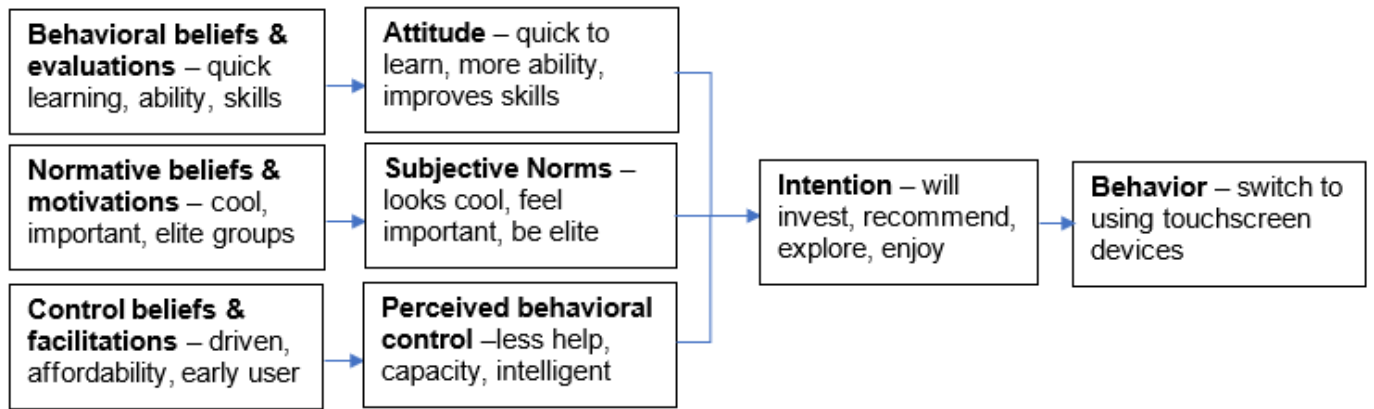 Behavioral beliefs &
evaluations – quick
learning, ability, skills
Attitude – quick to
learn, more ability,
improves skills
Normative beliefs &
motivations – cool,
important, elite groups
Subjective Norms –
looks cool, feel
important, be elite
Control beliefs &
facilitations – driven,
affordability, early user
Perceived behavioral
control –less help,
capacity, intelligent
Intention – will
invest, recommend,
explore, enjoy
Behavior – switch to
using touchscreen
devices